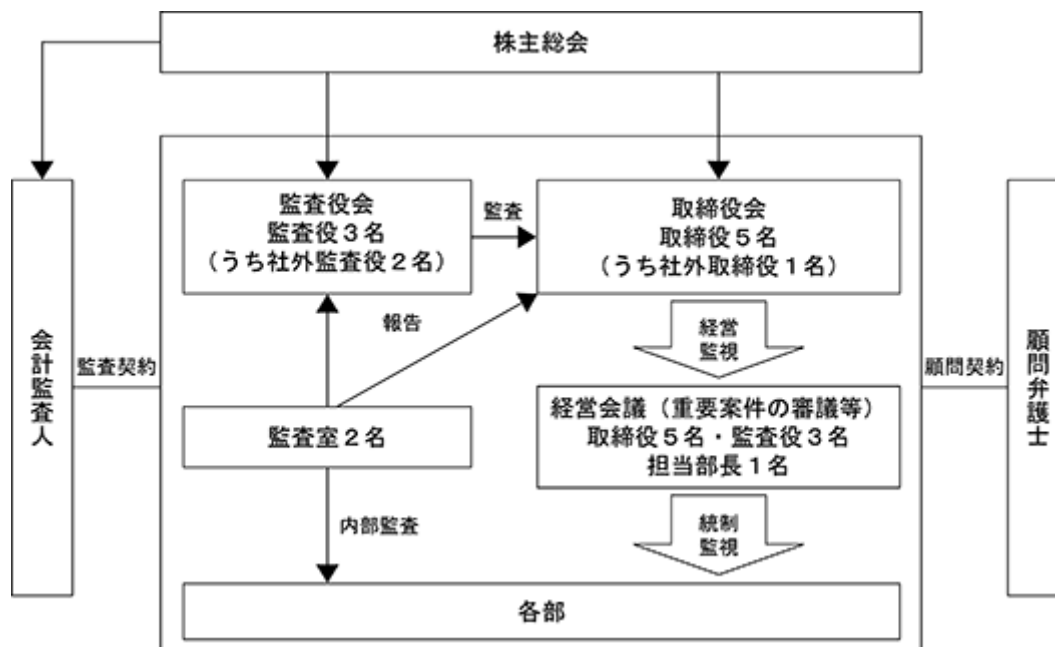 株主総会
監査役会
監査役３名
（うち社外監査役２名）
監査
取締役会
取締役５名
（うち社外取締役１名）
報告
経営
監視
会計監査人
監査契約
顧問契約
顧問弁護士
監査室２名
経営会議（重要案件の審議等）
取締役５名・監査役３名
担当部長１名
内部監査
統制
監視
各部